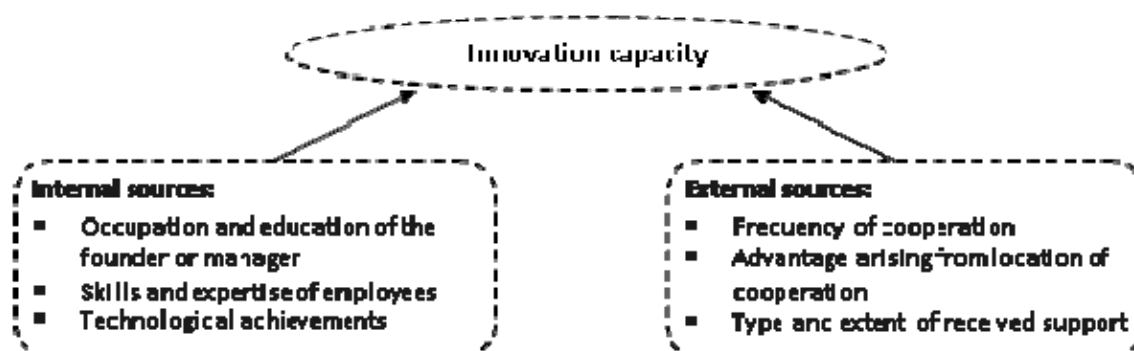 Innovation capacity
Internal sources:
▪ Occupation and education of the
founder or manager
▪ Skills and expertise of employees
▪ Technological achievements
External sources:
▪ Frecuency of cooperation
▪ Advantage arising from location of
cooperation
▪ Type and extent of received support